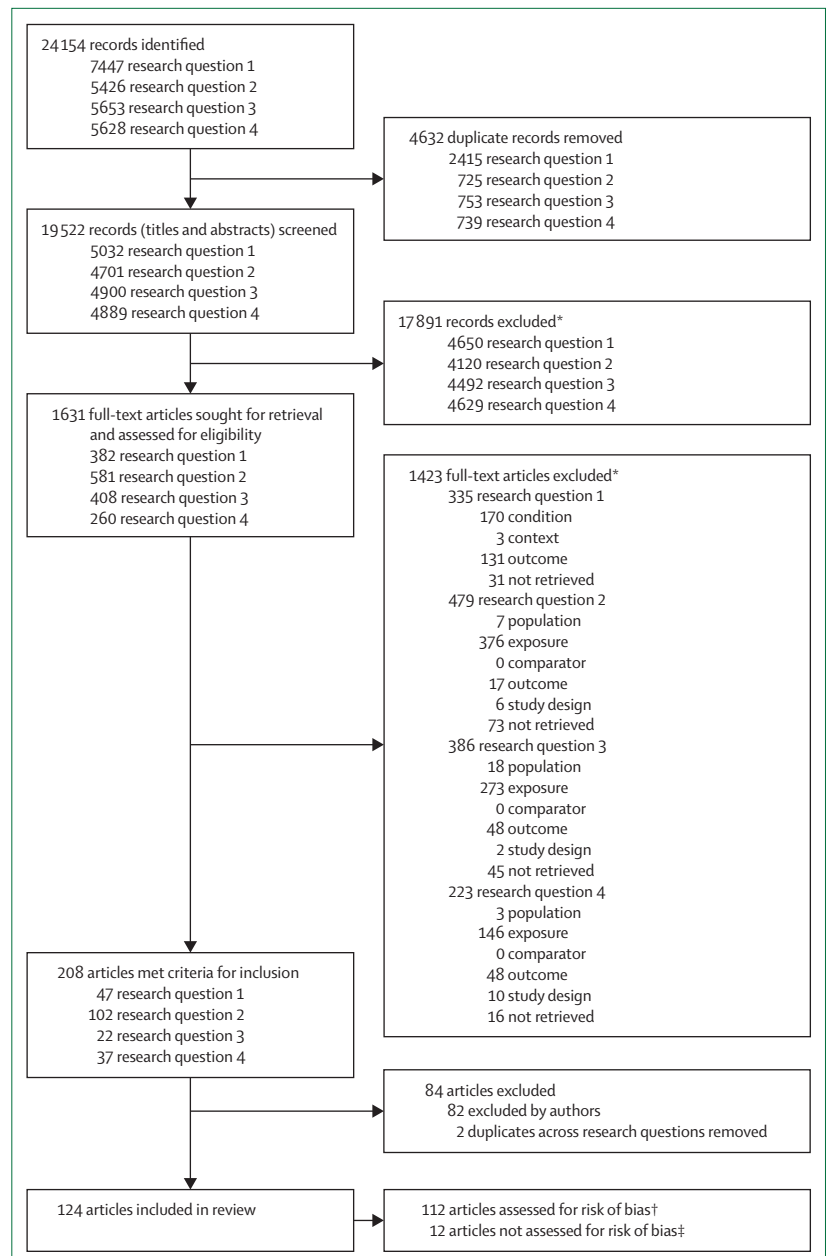 24154 records identified
7447 research question 1
5426 research question 2
5653 research question 3
5628 research question 4
4632 duplicate records removed
2415 research question 1
725 research question 2
753 research question 3
739 research question 4
19522 records (titles and abstracts) screened
5032 research question 1
4701 research question 2
4900 research question 3
4889 research question 4
17891 records excluded*
4650 research question 1
4120 research question 2
4492 research question 3
4629 research question 4
1631 full-text articles sought for retrieval
and assessed for eligibility
382 research question 1
581 research question 2
408 research question 3
260 research question 4
1423 full-text articles excluded*
335 research question 1
170 condition
3 context
131 outcome
31 not retrieved
479 research question 2
7 population
376 exposure
0 comparator
17 outcome
6 study design
73 not retrieved
386 research question 3
18 population
273 exposure
0 comparator
48 outcome
2 study design
45 not retrieved
223 research question 4
3 population
146 exposure
0 comparator
48 outcome
10 study design
16 not retrieved
208 articles met criteria for inclusion
47 research question 1
102 research question 2
22 research question 3
37 research question 4
84 articles excluded
82 excluded by authors
2 duplicates across research questions removed
124 articles included in review
112 articles assessed for risk of bias†
12 articles not assessed for risk of bias‡